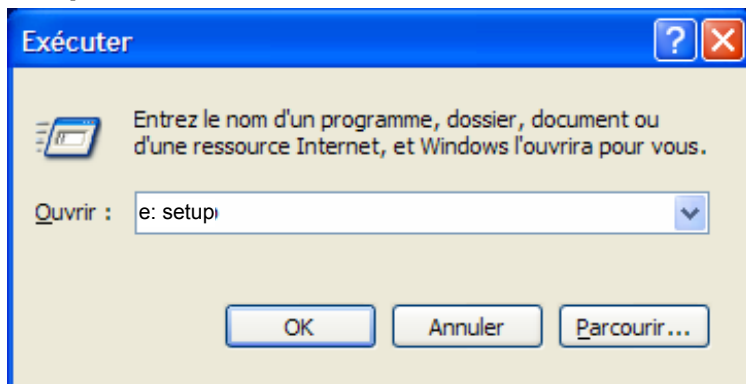 Exécuter
Entrez le nom d'un programme, dossier, document ou
d'une ressource Internet, et Windows l'ouvrira pour vous.
Ouvrir : e: setup
OK Annuler Parcourir...